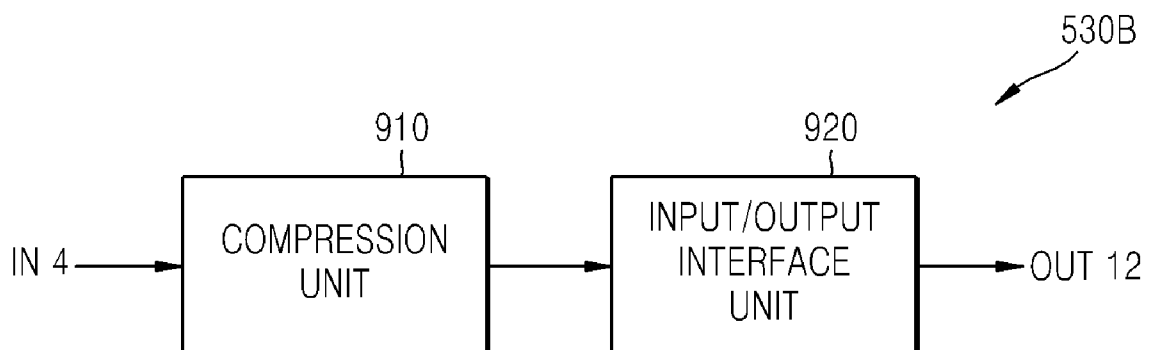 530B
910
920
IN 4
COMPRESSION
UNIT
INPUT/OUTPUT
INTERFACE
UNIT
OUT 12